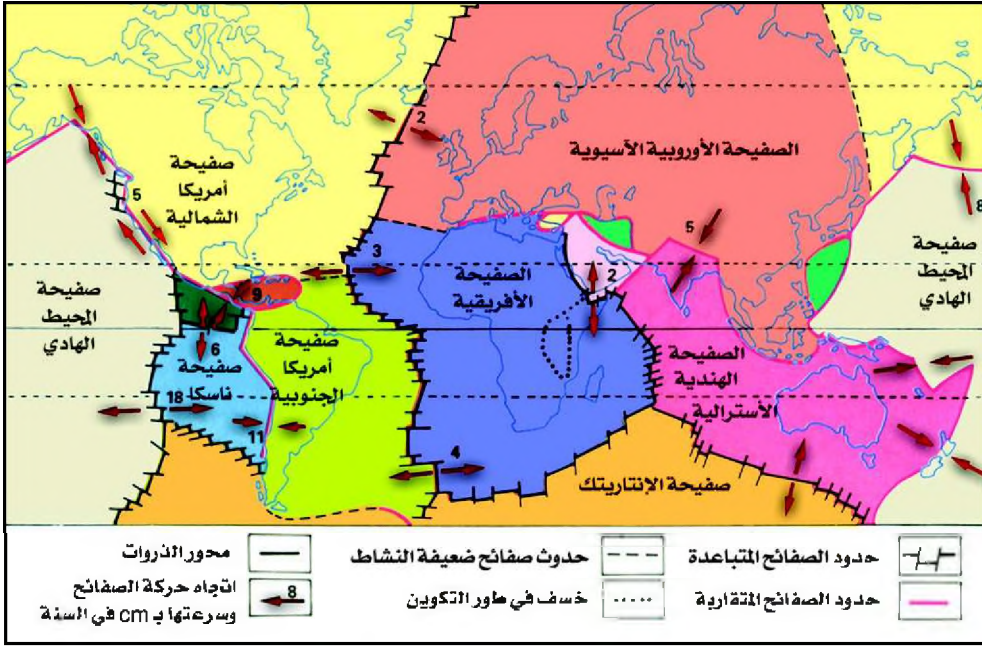 صفيحة
أمريكا
الشمالية
الصفيحة الأوروبية الآسيوية
صفيحة
المحيط
الهادي
صفيحة
المحيط
الهادي
الصفيحة
الأفريقية
صفيحة
أمريكا
الجنوبية
صفيحة
ناسكا
الصفيحة
الهندية
الأسترالية
صفيحة الإنتاريتك
2
5
3
9
6
18
11
4
2
5
8
حدود الصفائح المتباعدة
حدوث صفائح ضعيفة النشاط
محور الذروات
حدود الصفائح المتقاربة
خسف في طور التكوين
8
اتجاه حركة الصفائح
وسرعتها بـ cm في السنة